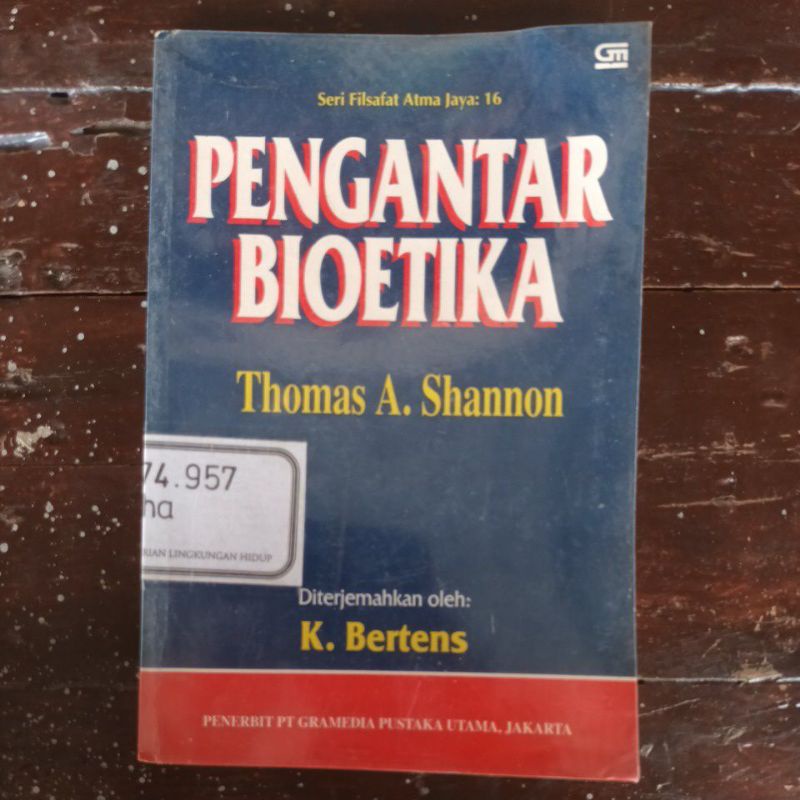 GM
Seri Filsafat Atma Jaya: 16
PENGANTAR
BIOETIKA
Thomas A. Shannon
74.957
ha
RIAN LINGKUNGAN HIDUP
Diterjemahkan oleh:
K. Bertens
PENERBIT PT GRAMEDIA PUSTAKA UTAMA, JAKARTA